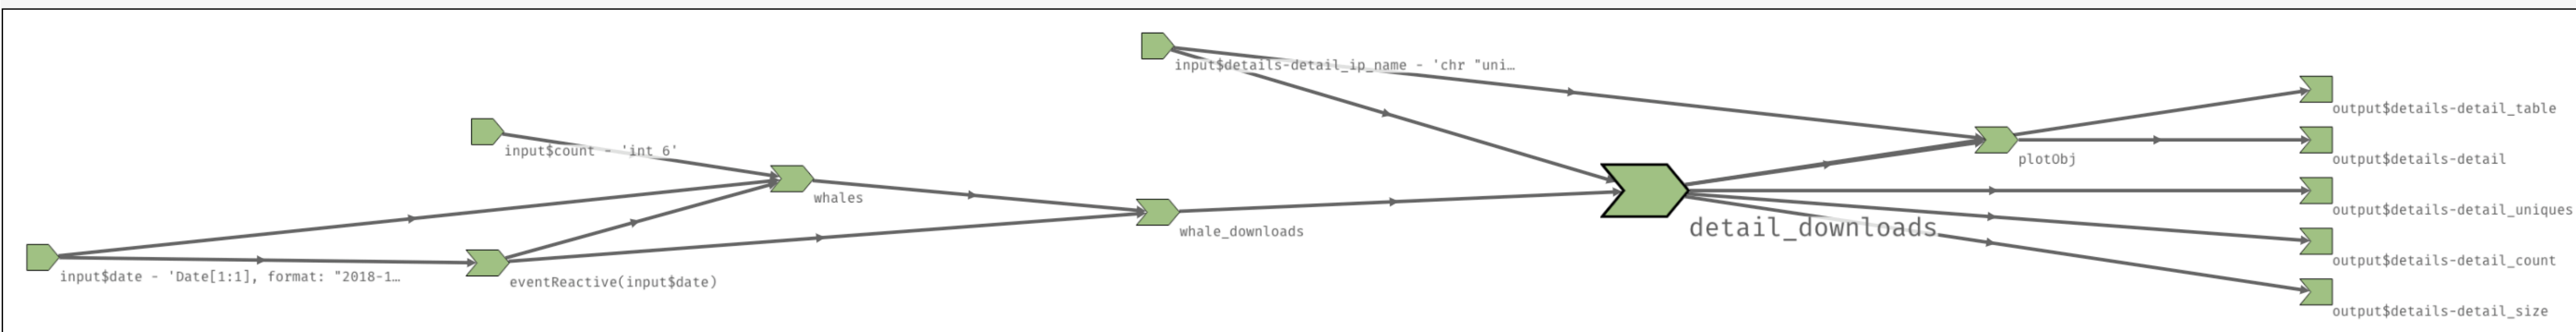 input$details-detail_ip_name - 'chr "uni…
output$details-detail_table
input$count - 'int 6'
plotObj
output$details-detail
whales
output$details-detail_uniques
whale_downloads
detail_downloads
output$details-detail_count
input$date - 'Date[1:1], format: "2018-1…
eventReactive(input$date)
output$details-detail_size